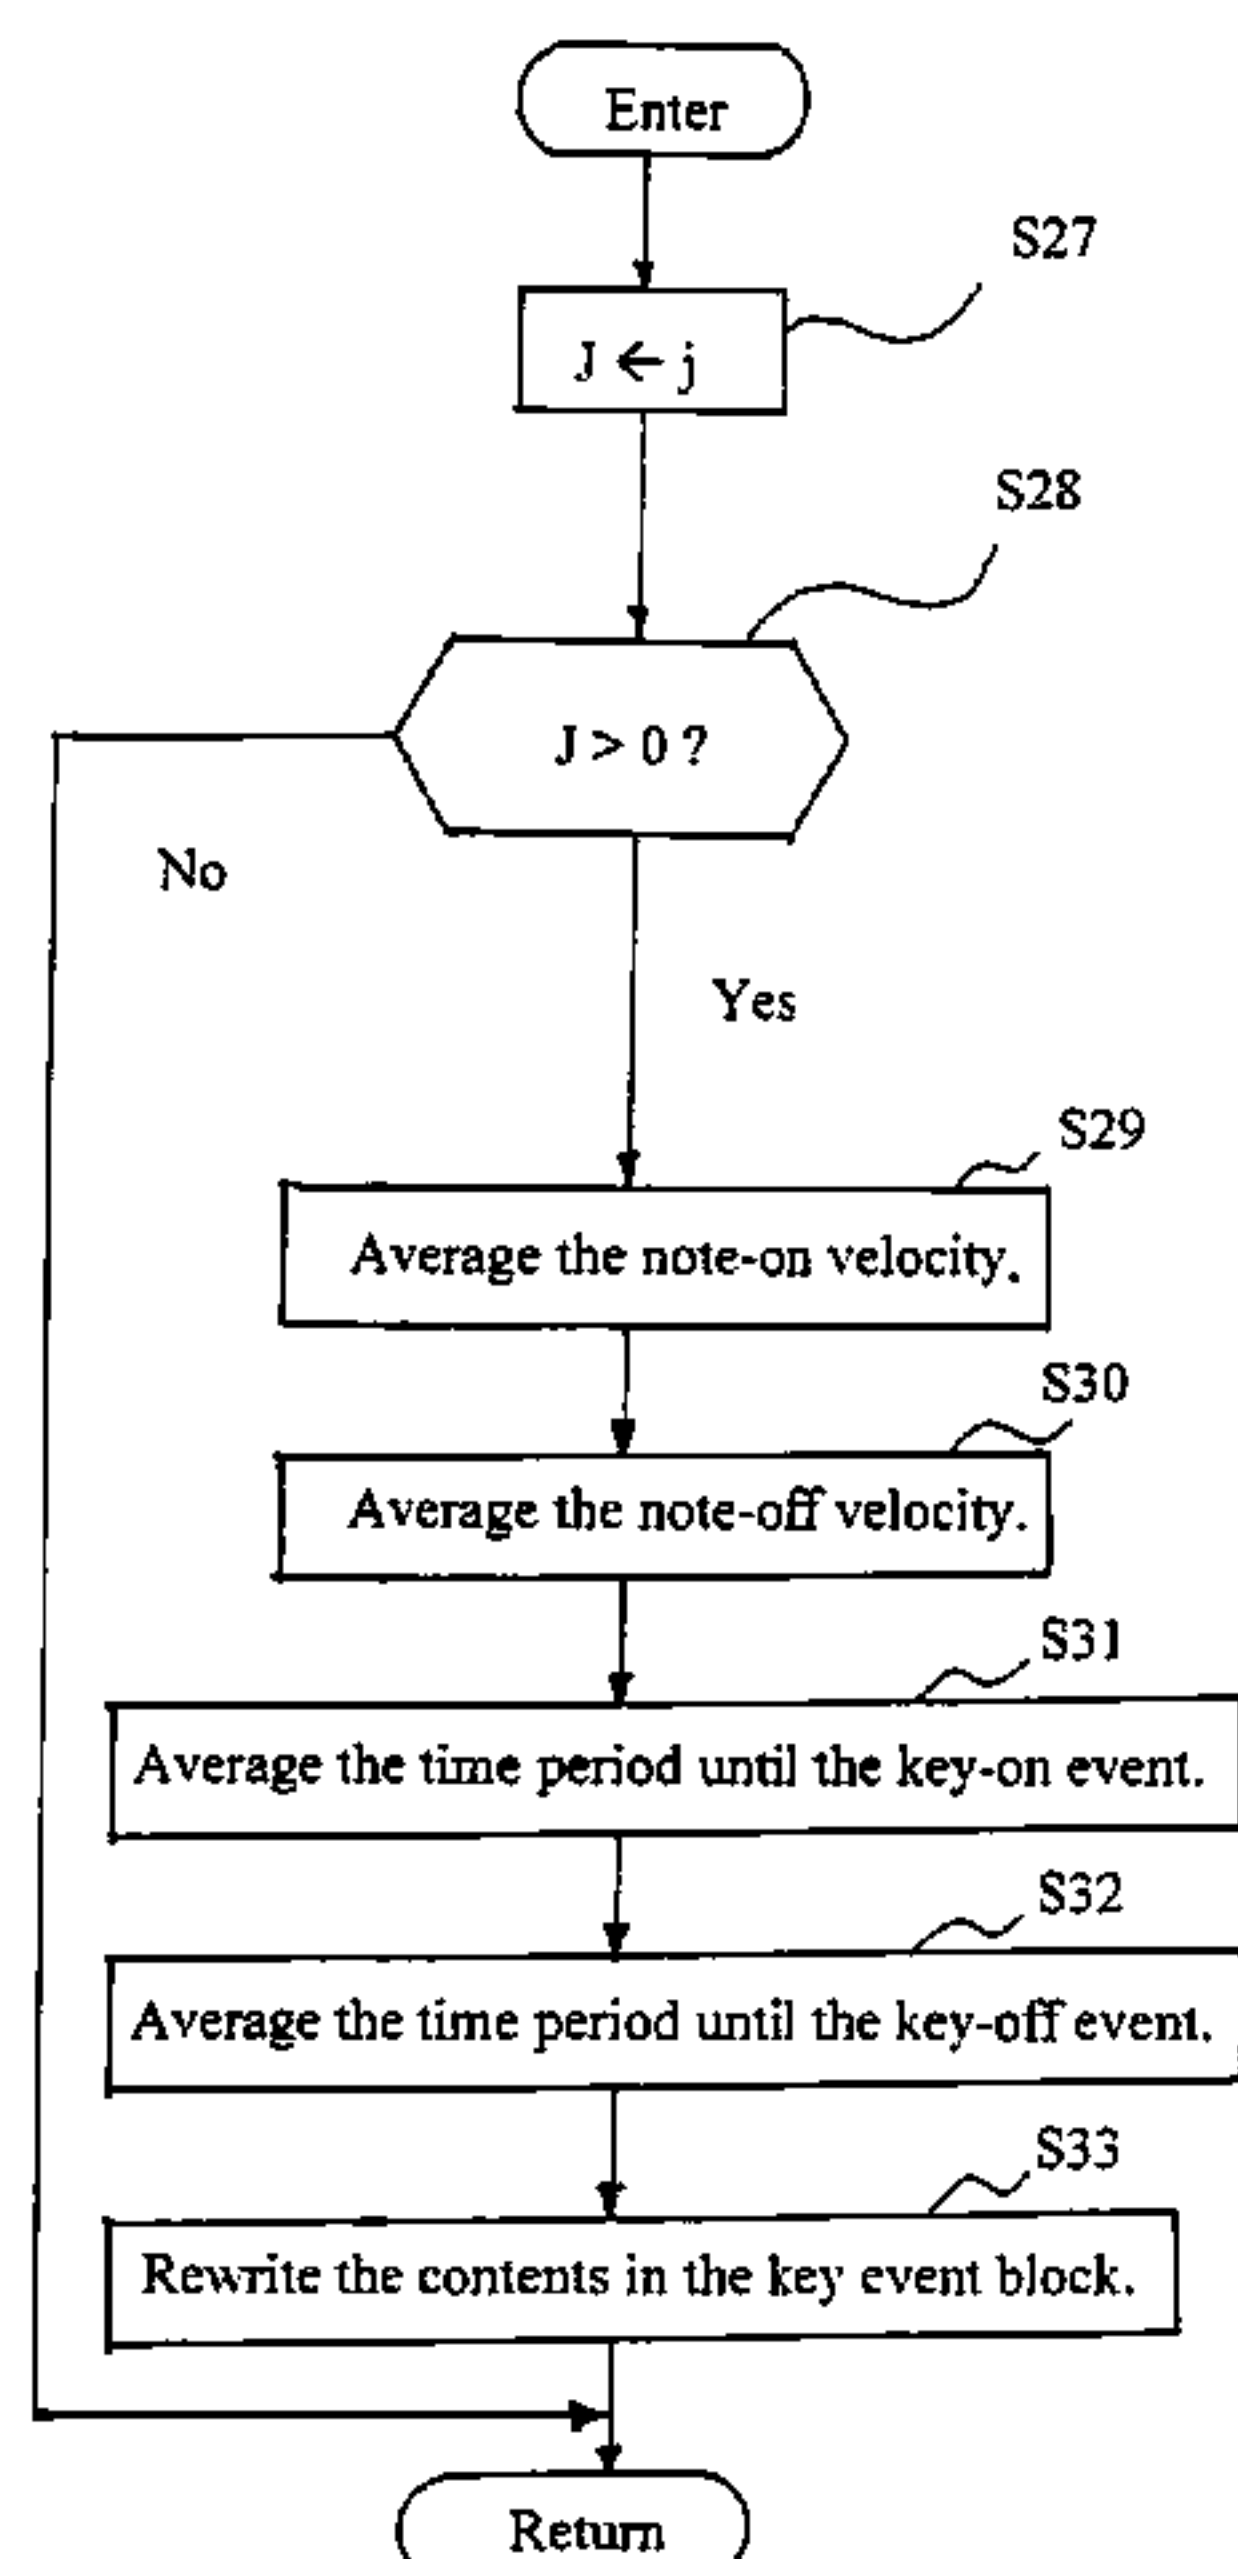 Enter
S27
J ← j
S28
J > 0 ?
No
Yes
S29
Average the note-on velocity.
S30
Average the note-off velocity.
S31
Average the time period until the key-on event.
S32
Average the time period until the key-off event.
S33
Rewrite the contents in the key event block.
Return